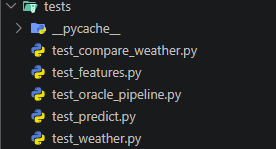 tests
__pycache__
test_compare_weather.py
test_features.py
test_oracle_pipeline.py
test_predict.py
test_weather.py